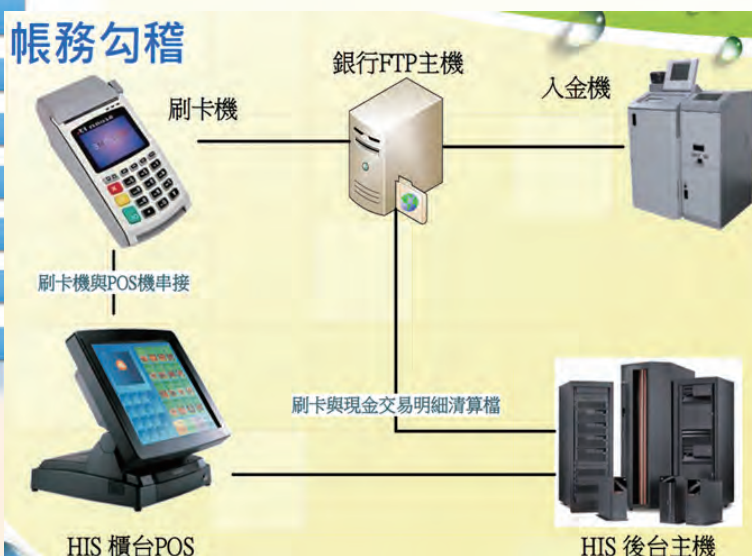 帳務勾稽
銀行FTP主機
入金機
刷卡機
刷卡機與POS機串接
刷卡與現金交易明細清算檔
HIS 櫃台POS
HIS 後台主機